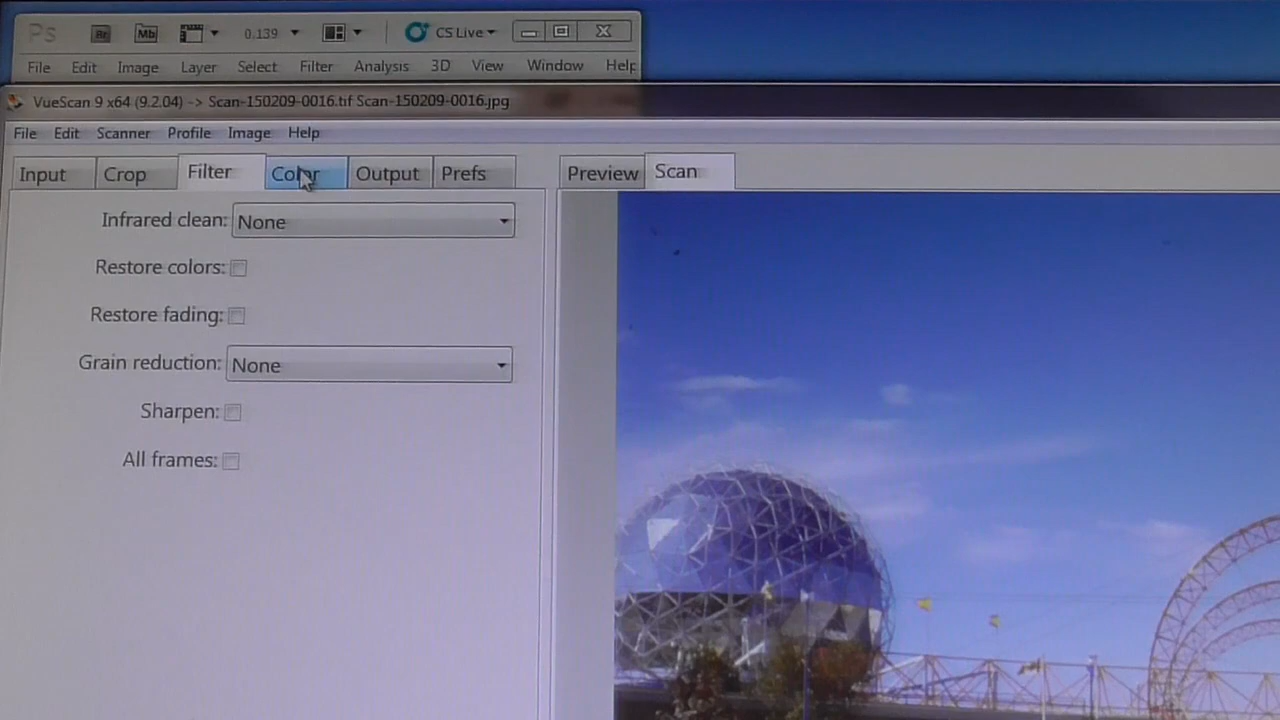 Ps Br Mb 0.139 CS Live
File Edit Image Layer Select Filter Analysis 3D View Window Help
VueScan 9 x64 (9.2.04) -> Scan-150209-0016.tif Scan-150209-0016.jpg
File Edit Scanner Profile Image Help
Input Crop Filter Color Output Prefs Preview Scan
Infrared clean: None
Restore colors:
Restore fading:
Grain reduction: None
Sharpen:
All frames: